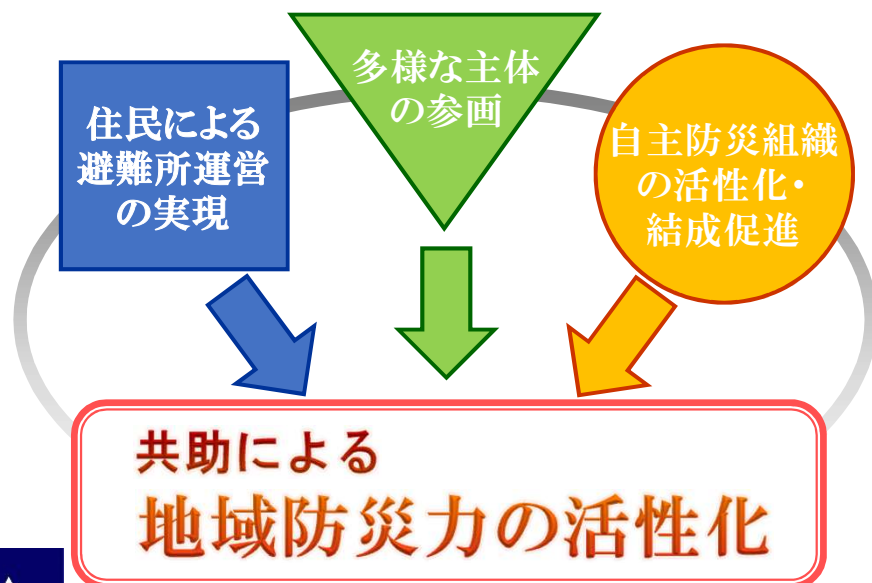 住民による
避難所運営
の実現
多様な主体
の参画
自主防災組織
の活性化・
結成促進
共助による
地域防災力の活性化